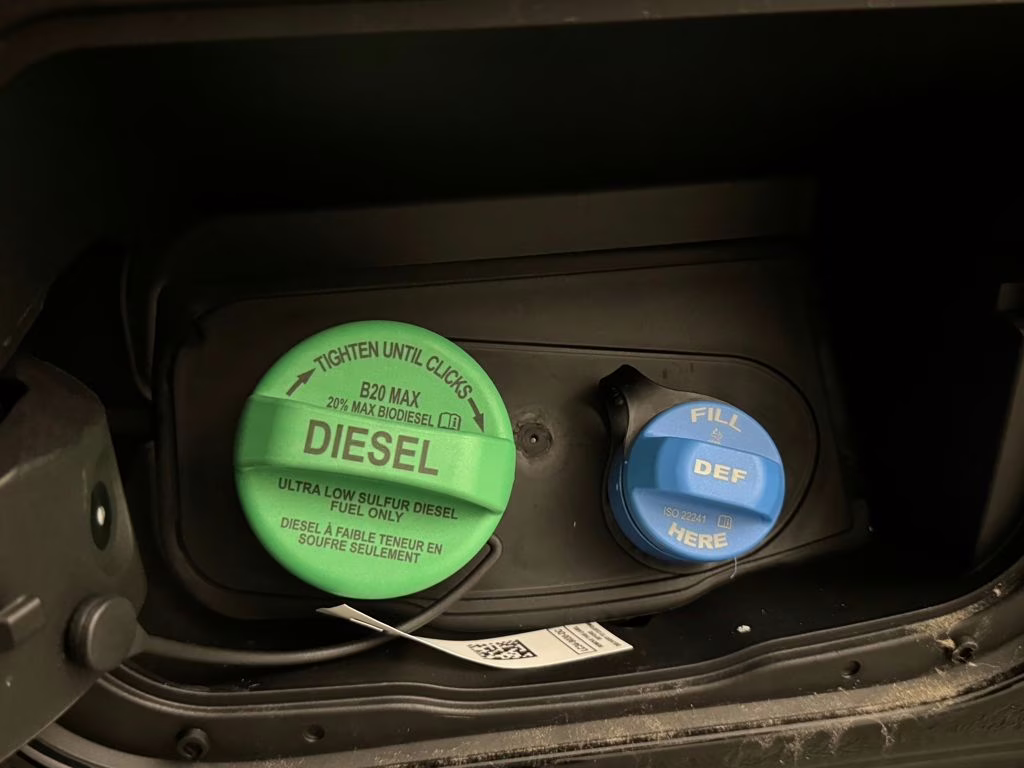 TIGHTEN UNTIL CLICKS
B20 MAX
20% MAX BIODIESEL
DIESEL
ULTRA LOW SULFUR DIESEL
FUEL ONLY
DIESEL À FAIBLE TENEUR EN
SOUFRE SEULEMENT
FILL
DEF
ISO 22241
HERE